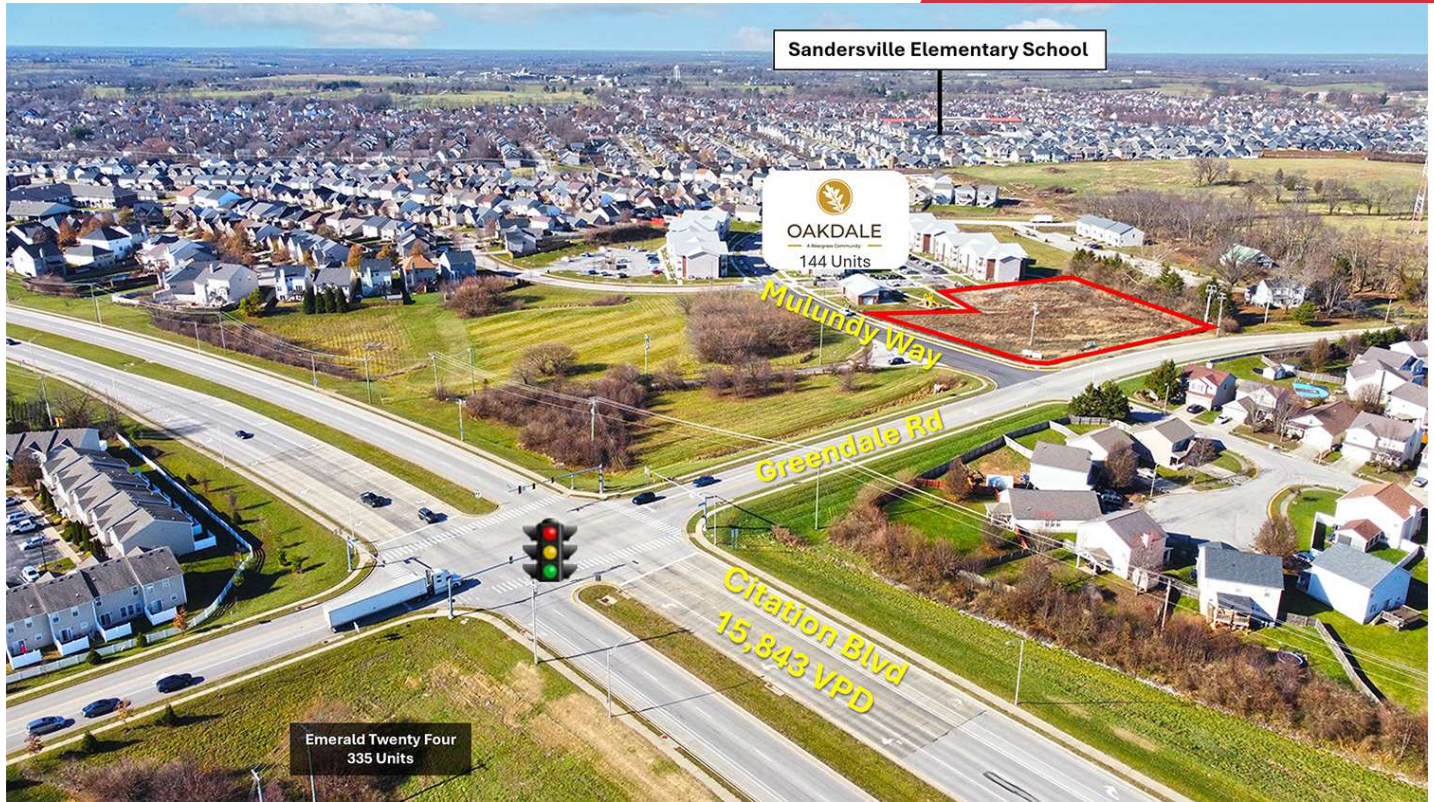 Sandersville Elementary School
OAKDALE
A Beargrass Community
144 Units
Mulundy Way
Greendale Rd
Citation Blvd
15,843 VPD
Emerald Twenty Four
335 Units